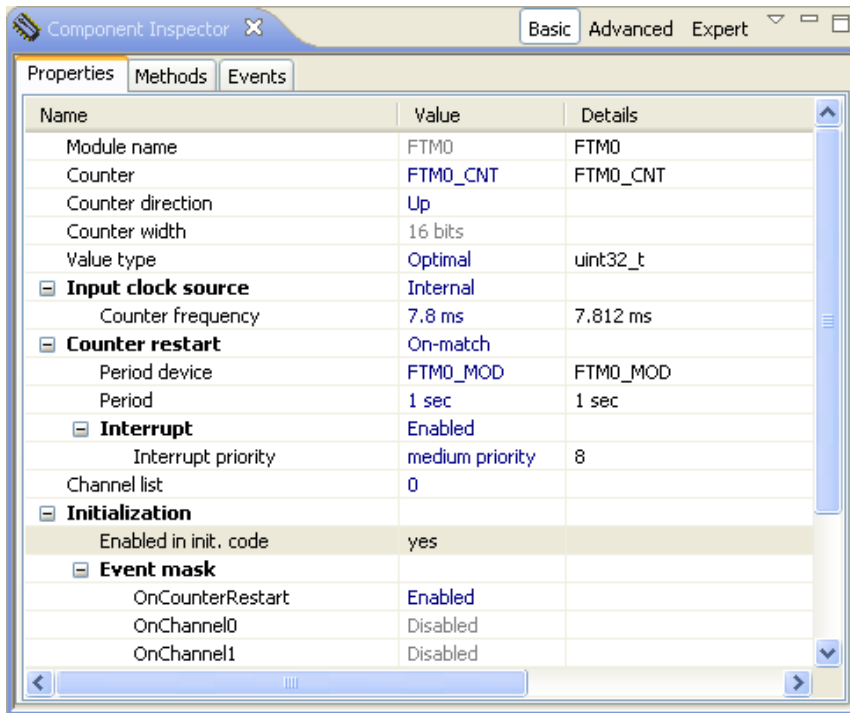 Component Inspector Basic Advanced Expert
Properties Methods Events
Name Value Details
Module name FTM0 FTM0
Counter FTM0_CNT FTM0_CNT
Counter direction Up
Counter width 16 bits
Value type Optimal uint32_t
Input clock source Internal
Counter frequency 7.8 ms 7.812 ms
Counter restart On-match
Period device FTM0_MOD FTM0_MOD
Period 1 sec 1 sec
Interrupt Enabled
Interrupt priority medium priority 8
Channel list 0
Initialization
Enabled in init. code yes
Event mask
OnCounterRestart Enabled
OnChannel0 Disabled
OnChannel1 Disabled